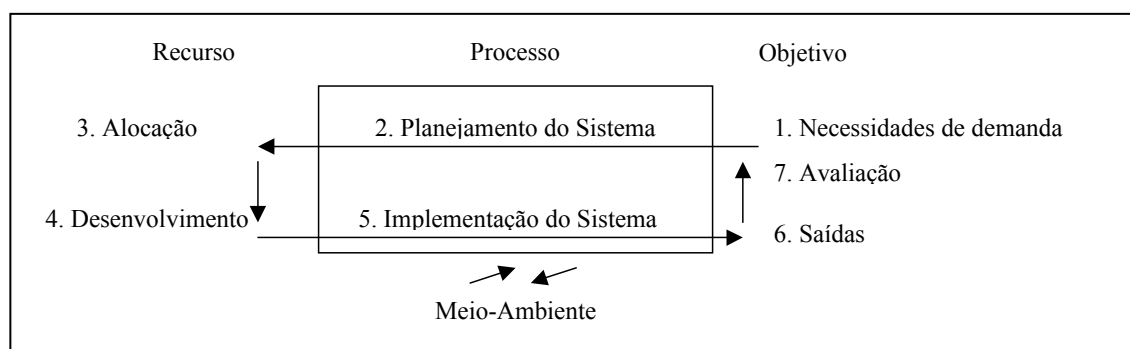 Recurso Processo Objetivo
3. Alocação 2. Planejamento do Sistema 1. Necessidades de demanda
7. Avaliação
4. Desenvolvimento 5. Implementação do Sistema 6. Saídas
Meio-Ambiente